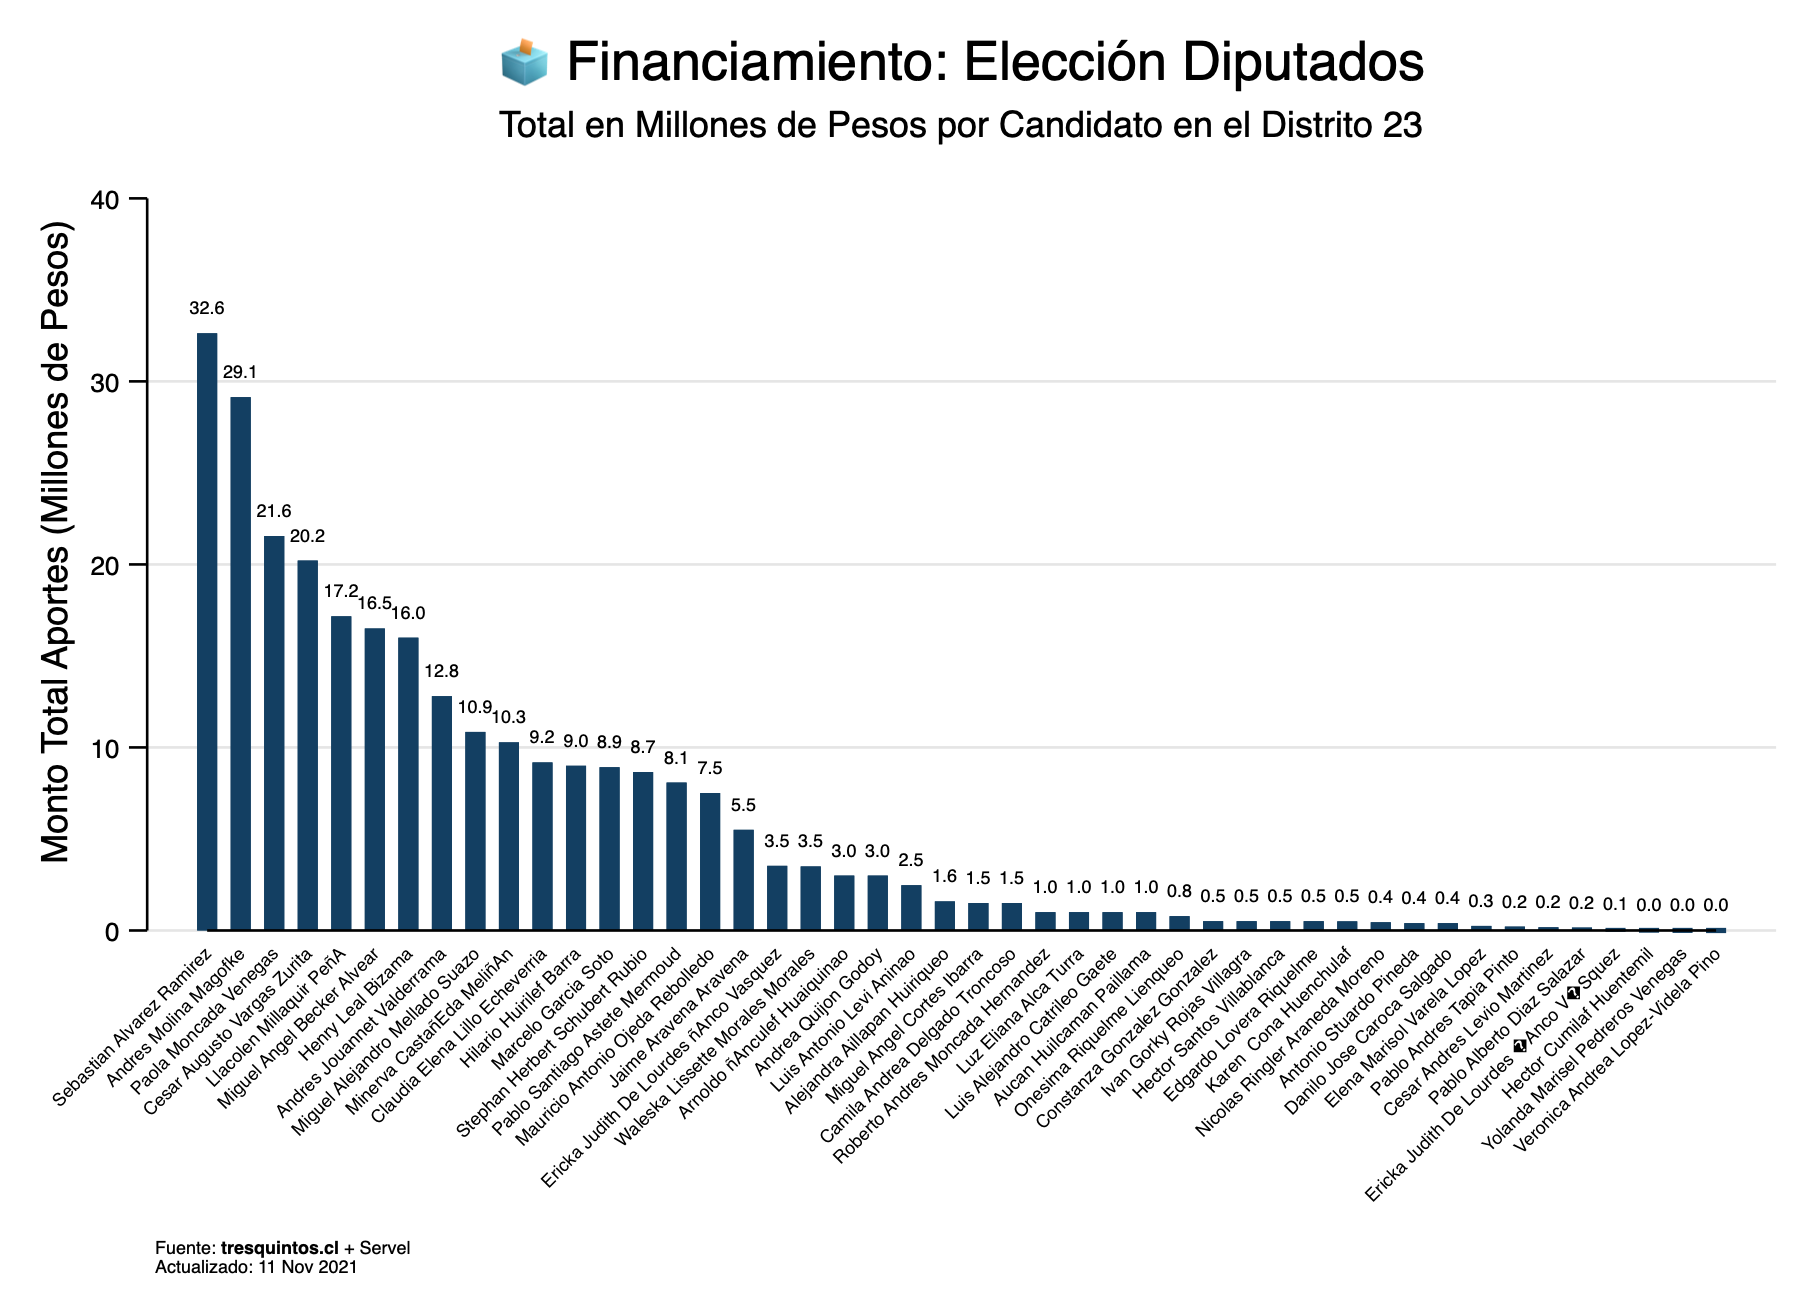 Financiamiento: Elección Diputados
Total en Millones de Pesos por Candidato en el Distrito 23
Monto Total Aportes (Millones de Pesos)
40
30
20
10
0
32.6
29.1
21.6
20.2
17.2
16.5
16.0
12.8
10.9
10.3
9.2
9.0
8.9
8.7
8.1
7.5
5.5
3.5
3.5
3.0
3.0
2.5
1.6
1.5
1.5
1.0
1.0
1.0
1.0
0.8
0.5
0.5
0.5
0.5
0.5
0.4
0.4
0.4
0.3
0.2
0.2
0.2
0.1
0.0
0.0
0.0
Sebastian Alvarez Ramirez
Andres Molina Magofke
Paola Moncada Venegas
Cesar Augusto Vargas Zurita
Llacolen Millaquir PeñA
Miguel Angel Becker Alvear
Henry Leal Bizama
Andres Jouannet Valderrama
Miguel Alejandro Mellado Suazo
Minerva CastañEda MeliñAn
Claudia Elena Lillo Echeverria
Hilario Huirilef Barra
Marcelo Garcia Soto
Stephan Herbert Schubert Rubio
Pablo Santiago Astete Mermoud
Mauricio Antonio Ojeda Rebolledo
Jaime Aravena Aravena
Ericka Judith De Lourdes ñAnco Vasquez
Waleska Lissette Morales Morales
Arnoldo ñAnculef Huaiquinao
Andrea Quijon Godoy
Luis Antonio Levi Aninao
Alejandra Aillapan Huiriqueo
Miguel Angel Cortes Ibarra
Camila Andrea Delgado Troncoso
Roberto Andres Moncada Hernandez
Luz Eliana Alca Turra
Luis Alejandro Catrileo Gaete
Aucan Huilcaman Paillama
Onesima Riquelme Lienqueo
Constanza Gonzalez Gonzalez
Ivan Gorky Rojas Villagra
Hector Santos Villablanca
Edgardo Lovera Riquelme
Karen  Cona Huenchulaf
Nicolas Ringler Araneda Moreno
Antonio Stuardo Pineda
Danilo Jose Caroca Salgado
Elena Marisol Varela Lopez
Pablo Andres Tapia Pinto
Cesar Andres Levio Martinez
Pablo Alberto Diaz Salazar
Ericka Judith De Lourdes �Anco V�Squez
Hector Cumilaf Huentemil
Yolanda Marisel Pedreros Venegas
Veronica Andrea Lopez-Videla Pino
Fuente: tresquintos.cl + Servel
Actualizado: 11 Nov 2021